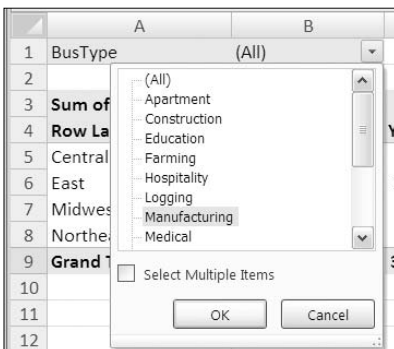 A B
1 BusType (All)
2 (All)
3 Sum of Apartment
4 Row La Construction
Education
5 Central Farming
6 East Hospitality
Logging
7 Midwes Manufacturing
8 Northea Medical
9 Grand T
Select Multiple Items
10
11 OK Cancel
12